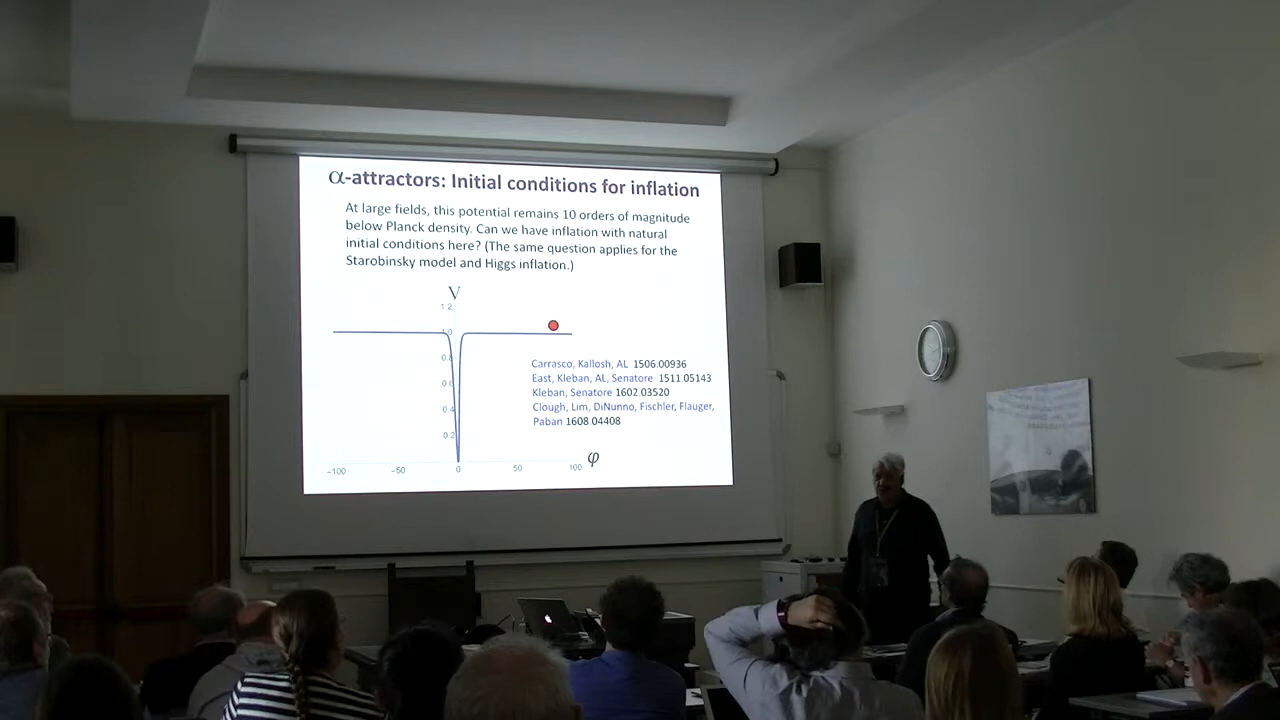 α-attractors: Initial conditions for inflation
At large fields, this potential remains 10 orders of magnitude
below Planck density. Can we have inflation with natural
initial conditions here? (The same question applies for the
Starobinsky model and Higgs inflation.)
V
1.2
1.0
0.8
0.6
0.4
0.2
-100 -50 0 50 100 φ
Carrasco, Kallosh, AL 1506.00936
East, Kleban, AL, Senatore 1511.05143
Kleban, Senatore 1602.03520
Clough, Lim, DiNunno, Fischler, Flauger,
Paban 1608.04408